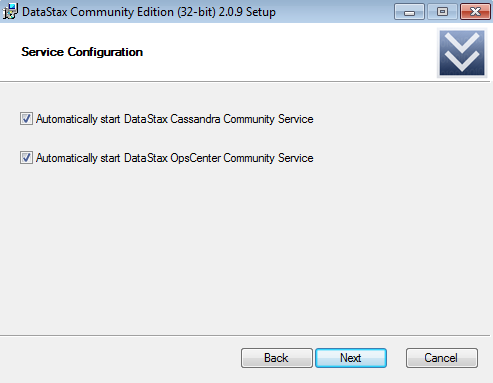 DataStax Community Edition (32-bit) 2.0.9 Setup
Service Configuration
Automatically start DataStax Cassandra Community Service
Automatically start DataStax OpsCenter Community Service
Back Next Cancel